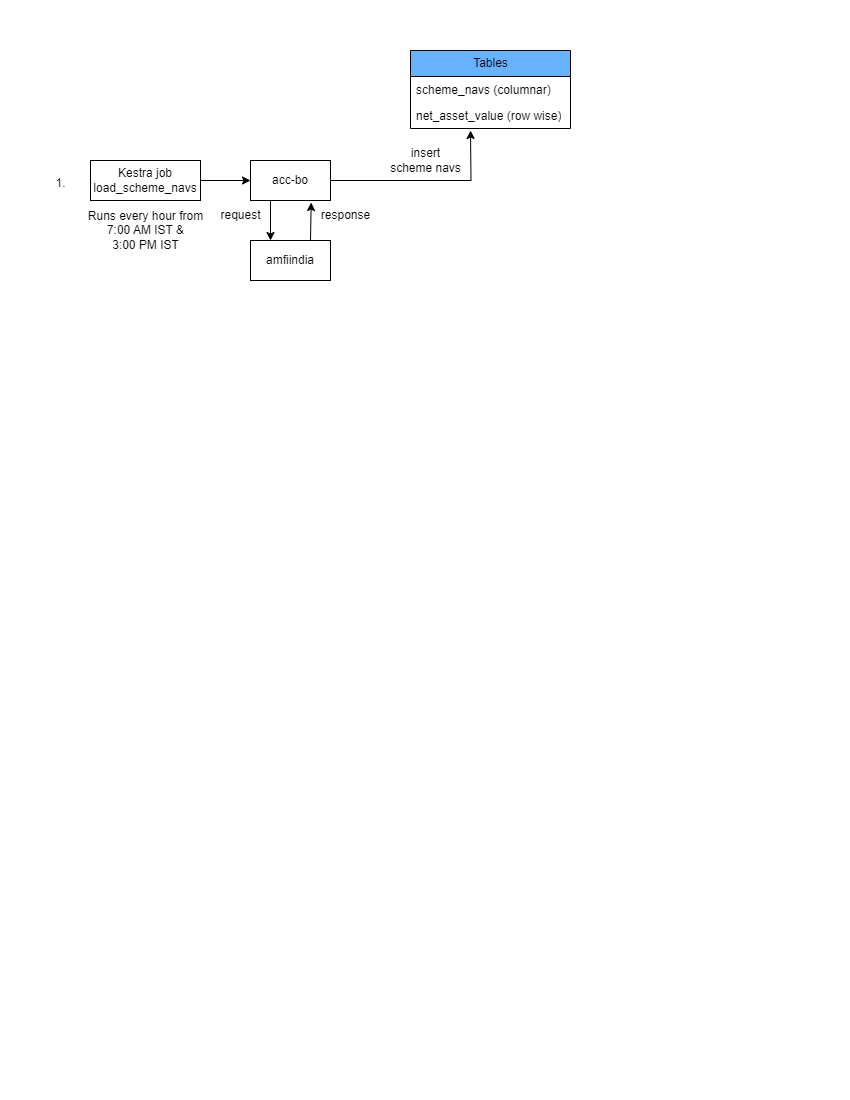 Tables
scheme_navs (columnar)
net_asset_value (row wise)
insert
scheme navs
1.
Kestra job
load_scheme_navs
acc-bo
Runs every hour from
7:00 AM IST &
3:00 PM IST
request
response
amfiindia